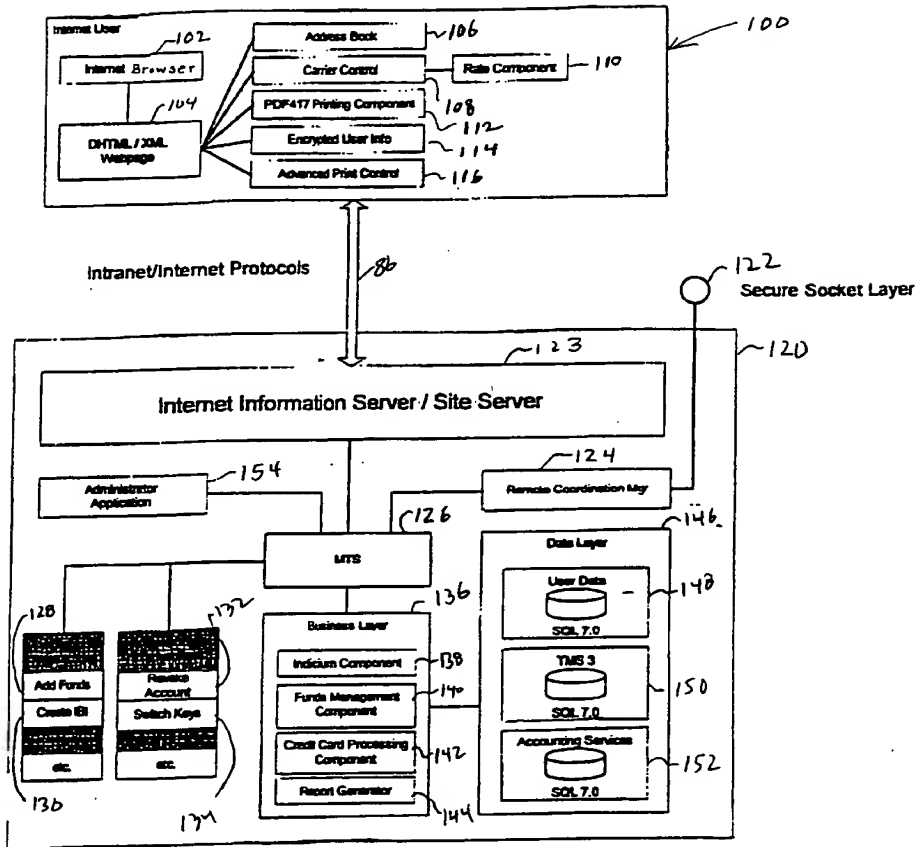 Internet User
102
Internet Browser
104
DHTML / XML
Webpage
Address Book
106
Carrier Control
108
Rate Component
110
PDF417 Printing Component
112
Encrypted User Info
114
Advanced Print Control
116
100
Intranet/Internet Protocols
86
122
Secure Socket Layer
120
123
Internet Information Server / Site Server
154
Administrator
Application
124
Remote Coordination Mgr
126
MTS
128
Add Funds
Create IBI
etc.
130
132
Revoke
Account
Switch Keys
etc.
134
136
Business Layer
Indicium Component
138
Funds Management
Component
140
Credit Card Processing
Component
142
Report Generator
144
146
Data Layer
User Data
SQL 7.0
148
TMS 3
SQL 7.0
150
Accounting Services
SQL 7.0
152